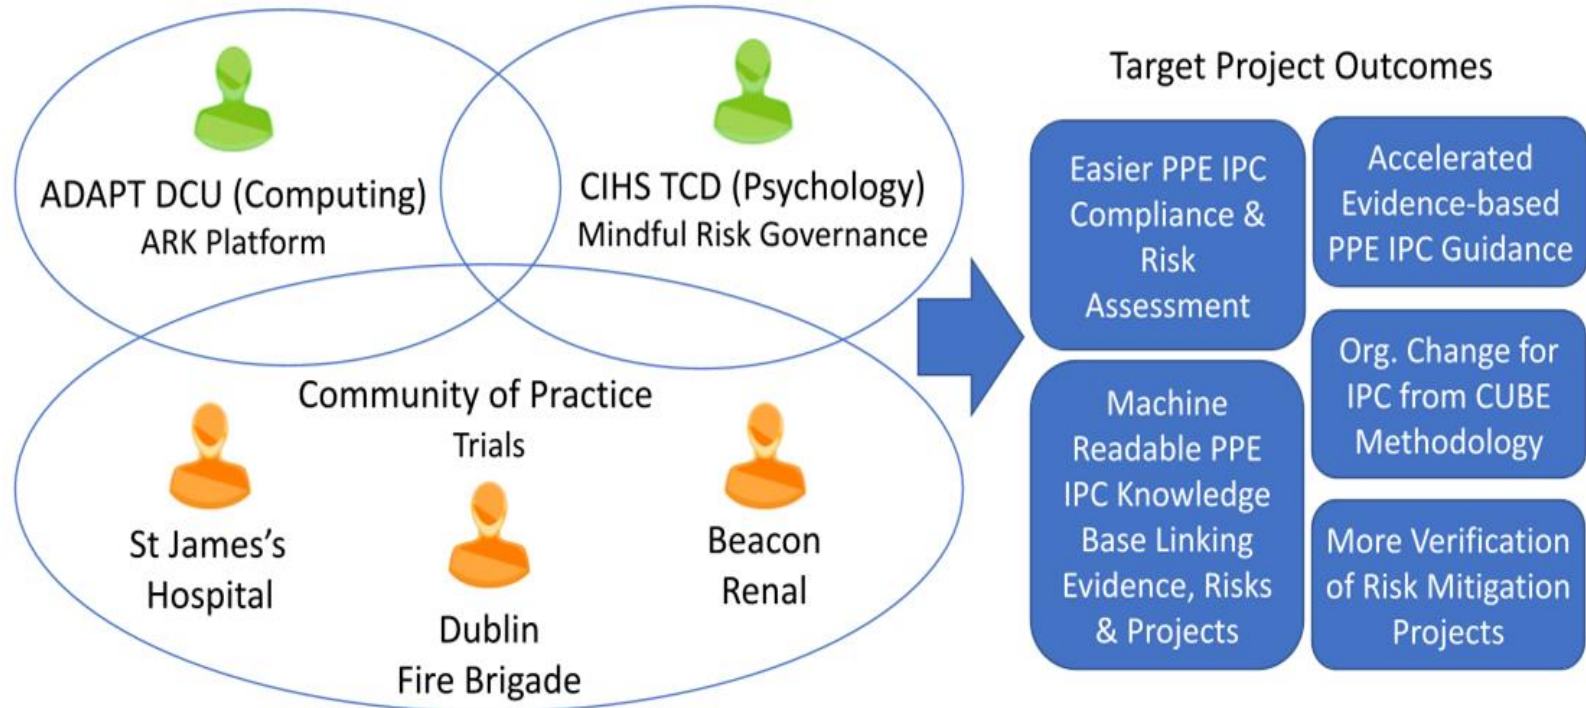 ADAPT DCU (Computing)
ARK Platform
CIHS TCD (Psychology)
Mindful Risk Governance
Community of Practice
Trials
St James’s
Hospital
Dublin
Fire Brigade
Beacon
Renal
Target Project Outcomes
Easier PPE IPC
Compliance &
Risk
Assessment
Accelerated
Evidence-based
PPE IPC Guidance
Machine
Readable PPE
IPC Knowledge
Base Linking
Evidence, Risks
& Projects
Org. Change for
IPC from CUBE
Methodology
More Verification
of Risk Mitigation
Projects